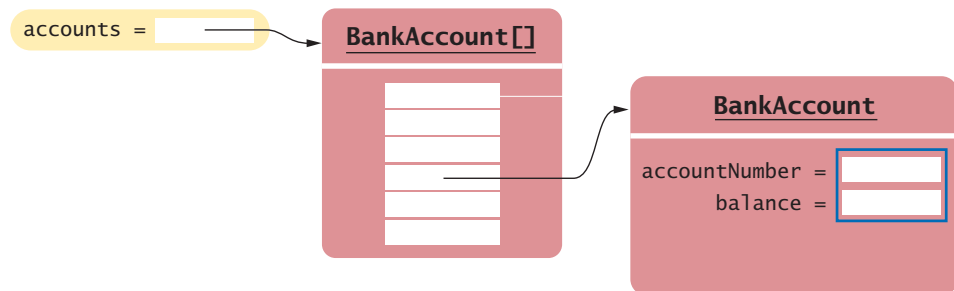 accounts =
BankAccount[]
BankAccount
accountNumber =
balance =